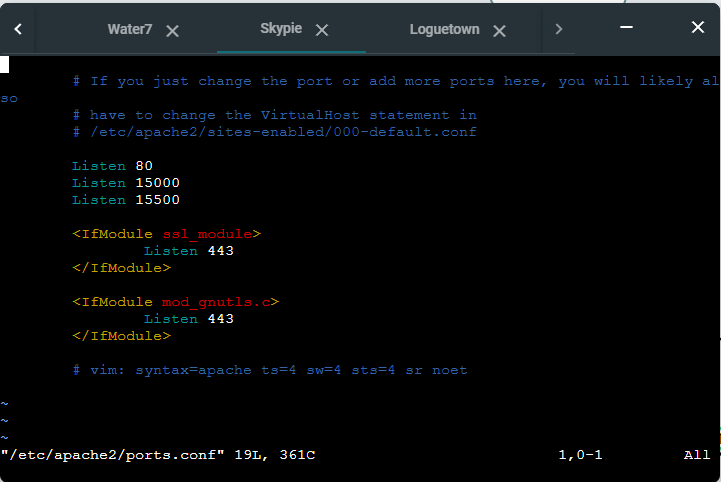 Water7
Skypie
Loguetown
# If you just change the port or add more ports here, you will likely al
so
# have to change the VirtualHost statement in
# /etc/apache2/sites-enabled/000-default.conf
Listen 80
Listen 15000
Listen 15500
<IfModule ssl_module>
Listen 443
</IfModule>
<IfModule mod_gnutls.c>
Listen 443
</IfModule>
# vim: syntax=apache ts=4 sw=4 sts=4 sr noet
~
~
~
"/etc/apache2/ports.conf" 19L, 361C 1,0-1 All